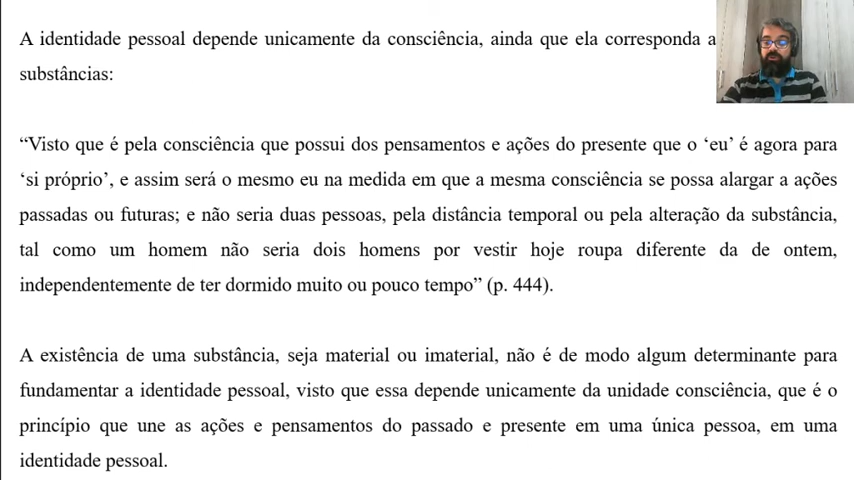 A identidade pessoal depende unicamente da consciência, ainda que ela corresponda a
substâncias:
“Visto que é pela consciência que possui dos pensamentos e ações do presente que o ‘eu’ é agora para
‘si próprio’, e assim será o mesmo eu na medida em que a mesma consciência se possa alargar a ações
passadas ou futuras; e não seria duas pessoas, pela distância temporal ou pela alteração da substância,
tal como um homem não seria dois homens por vestir hoje roupa diferente da de ontem,
independentemente de ter dormido muito ou pouco tempo” (p. 444).
A existência de uma substância, seja material ou imaterial, não é de modo algum determinante para
fundamentar a identidade pessoal, visto que essa depende unicamente da unidade consciência, que é o
princípio que une as ações e pensamentos do passado e presente em uma única pessoa, em uma
identidade pessoal.